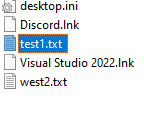 desktop.ini
Discord.lnk
test1.txt
Visual Studio 2022.lnk
west2.txt